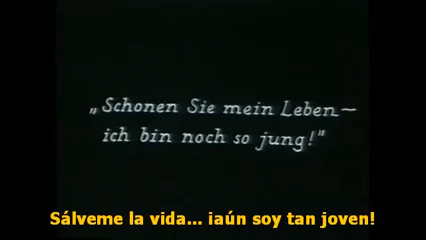 „Schonen Sie mein Leben—
ich bin noch so jung!"
Sálveme la vida... ¡aún soy tan joven!